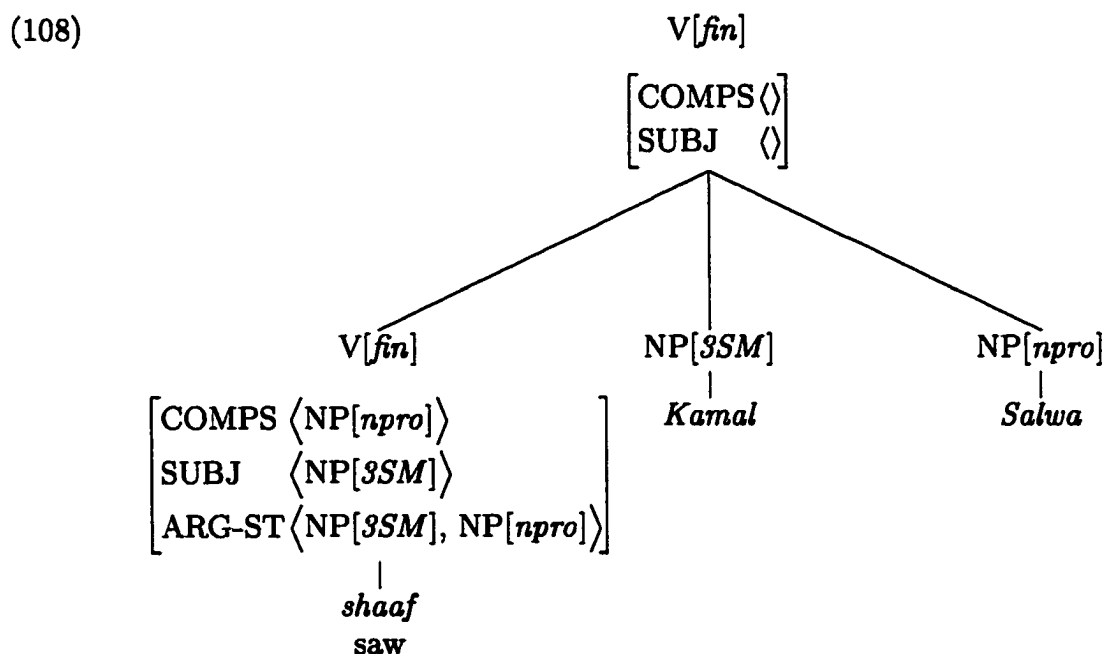 (108)
V[fin]
[COMPS ⟨⟩
SUBJ ⟨⟩]
V[fin] NP[3SM] NP[npro]
Kamal Salwa
[COMPS ⟨NP[npro]⟩
SUBJ ⟨NP[3SM]⟩
ARG-ST ⟨NP[3SM], NP[npro]⟩]
shaaf
saw